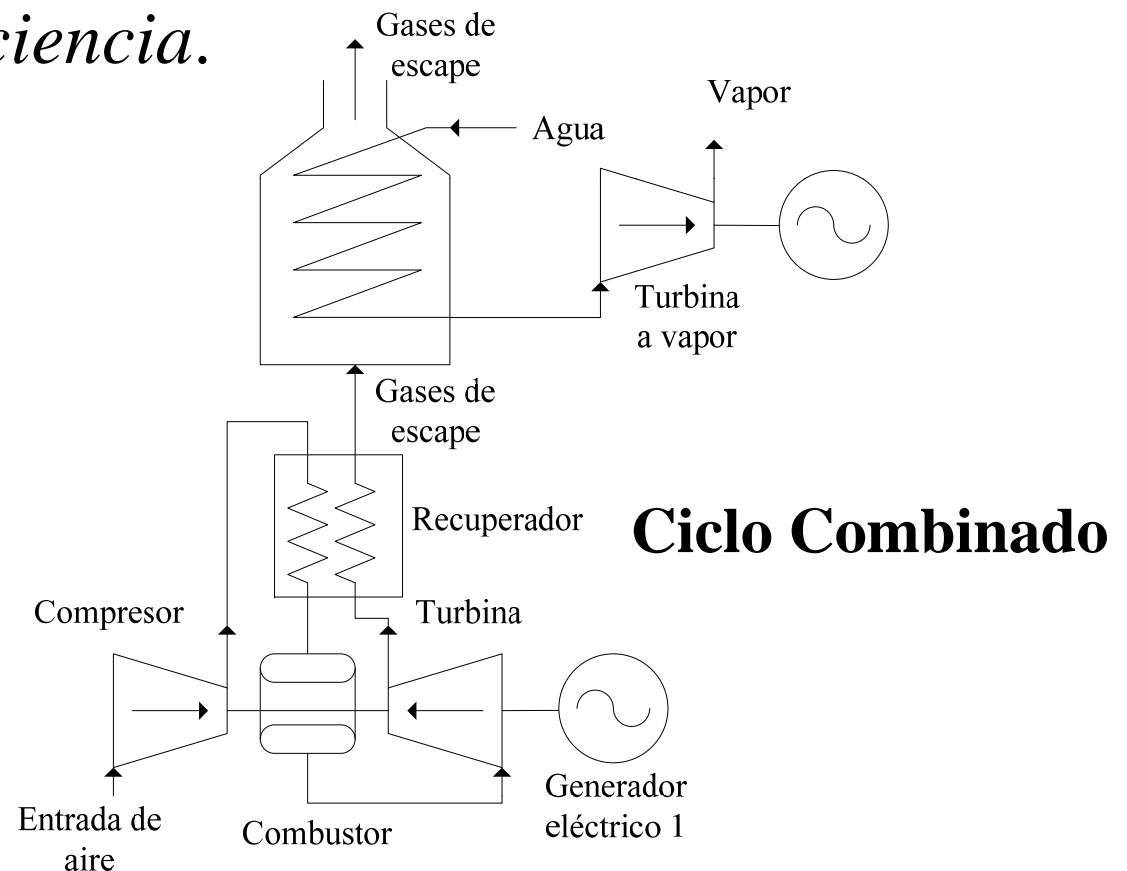 ciencia.
Gases de
escape
Vapor
Agua
Turbina
a vapor
Gases de
escape
Recuperador
Ciclo Combinado
Compresor
Turbina
Generador
eléctrico 1
Entrada de
aire
Combustor